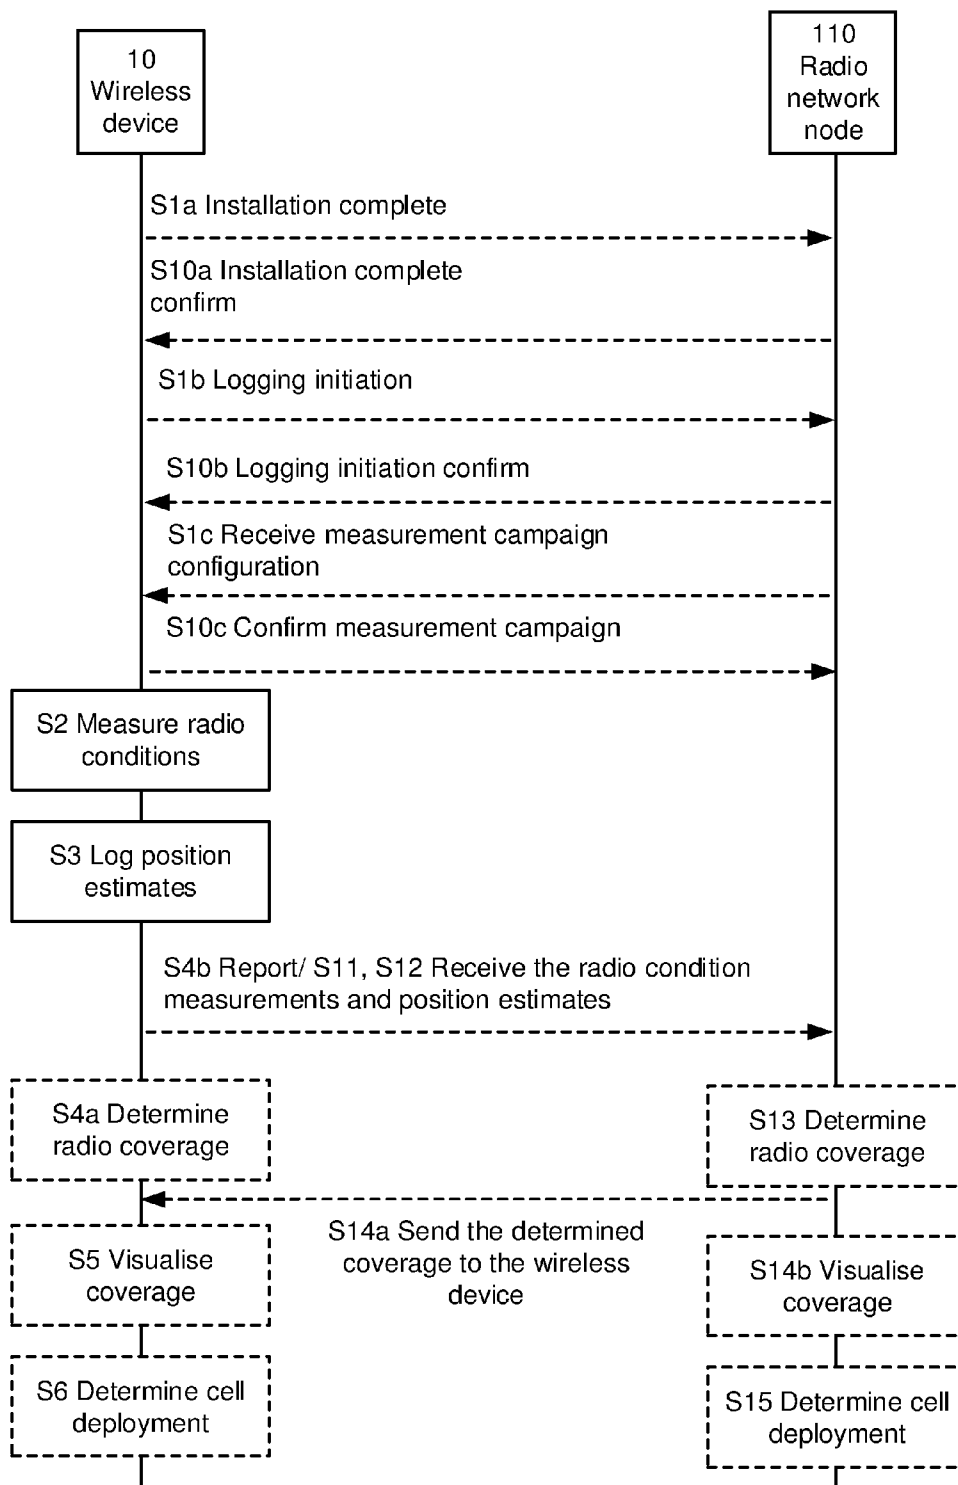 10
Wireless
device
110
Radio
network
node
S1a Installation complete
S10a Installation complete
confirm
S1b Logging initiation
S10b Logging initiation confirm
S1c Receive measurement campaign
configuration
S10c Confirm measurement campaign
S2 Measure radio
conditions
S3 Log position
estimates
S4b Report/ S11, S12 Receive the radio condition
measurements and position estimates
S4a Determine
radio coverage
S13 Determine
radio coverage
S14a Send the determined
coverage to the wireless
device
S5 Visualise
coverage
S14b Visualise
coverage
S6 Determine cell
deployment
S15 Determine cell
deployment